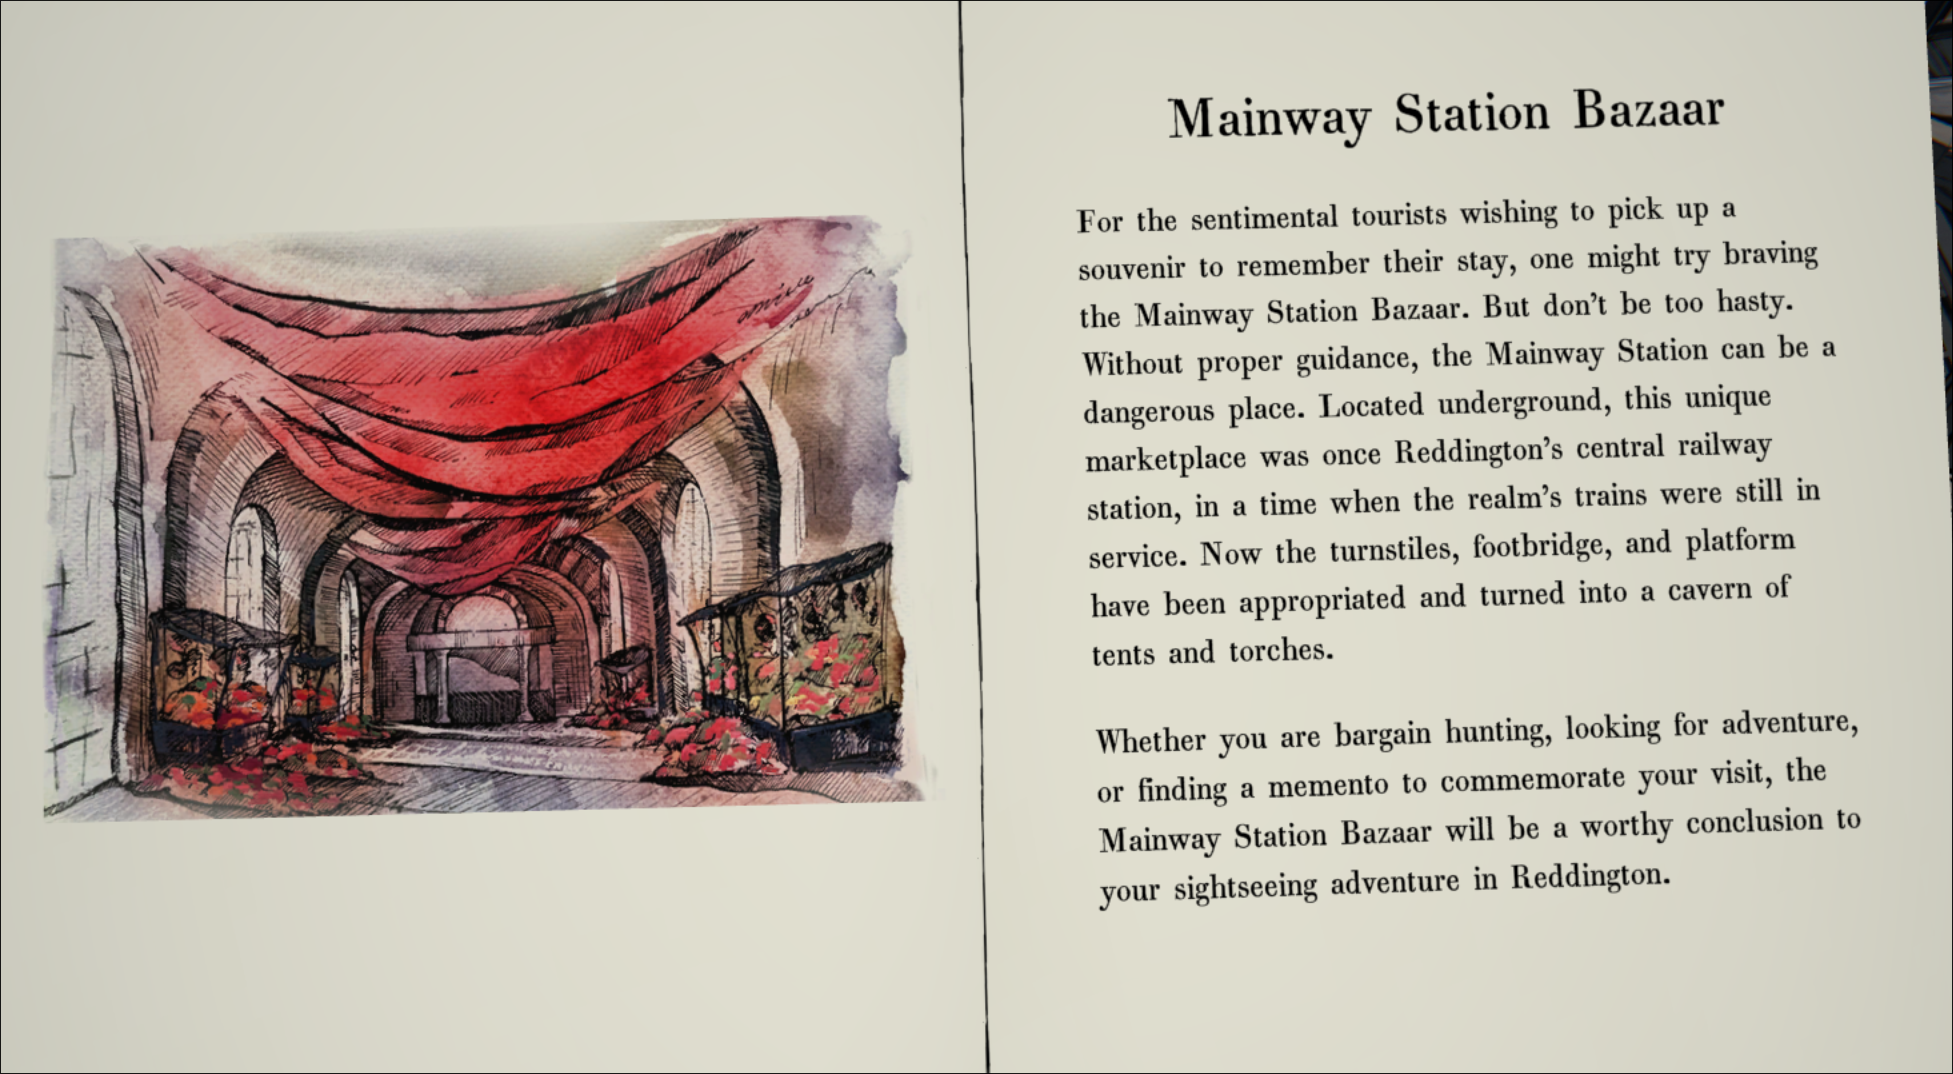 Mainway Station Bazaar
For the sentimental tourists wishing to pick up a
souvenir to remember their stay, one might try braving
the Mainway Station Bazaar. But don’t be too hasty.
Without proper guidance, the Mainway Station can be a
dangerous place. Located underground, this unique
marketplace was once Reddington’s central railway
station, in a time when the realm’s trains were still in
service. Now the turnstiles, footbridge, and platform
have been appropriated and turned into a cavern of
tents and torches.
Whether you are bargain hunting, looking for adventure,
or finding a memento to commemorate your visit, the
Mainway Station Bazaar will be a worthy conclusion to
your sightseeing adventure in Reddington.